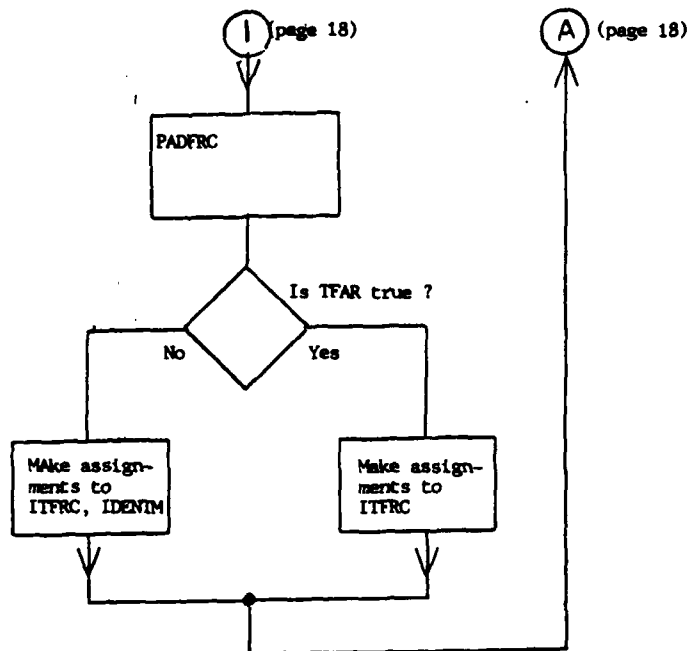 I (page 18)
A (page 18)
PADFRC
Is TFAR true ?
No
Yes
MAke assign-
ments to
ITFRC, IDENTM
Make assign-
ments to
ITFRC